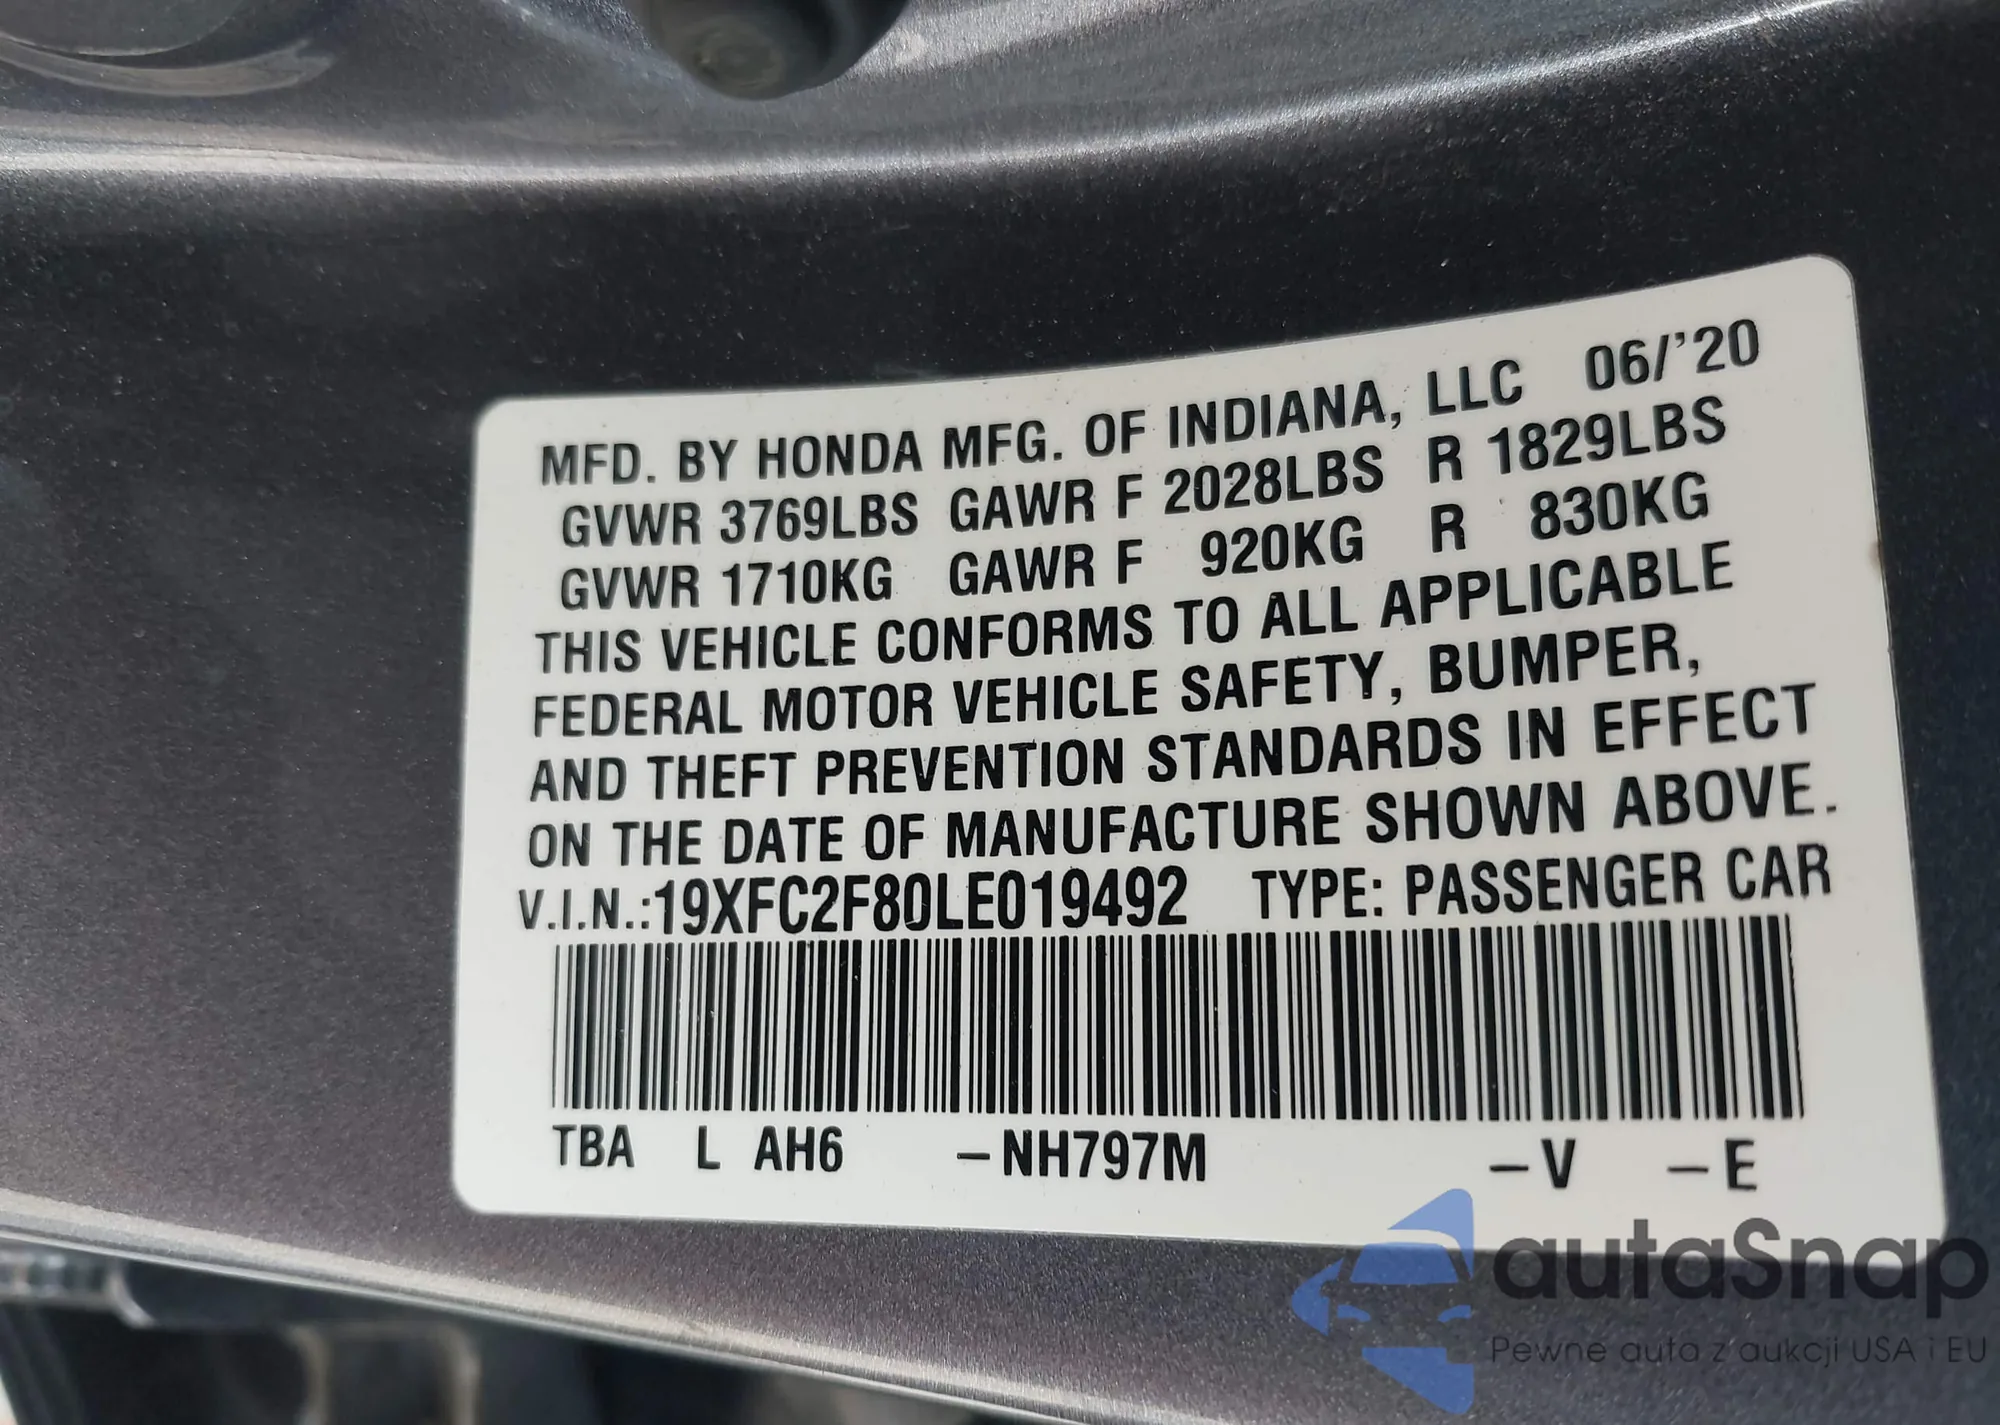 MFD. BY HONDA MFG. OF INDIANA, LLC 06/'20
GVWR 3769LBS GAWR F 2028LBS R 1829LBS
GVWR 1710KG GAWR F 920KG R 830KG
THIS VEHICLE CONFORMS TO ALL APPLICABLE
FEDERAL MOTOR VEHICLE SAFETY, BUMPER,
AND THEFT PREVENTION STANDARDS IN EFFECT
ON THE DATE OF MANUFACTURE SHOWN ABOVE.
V.I.N.:19XFC2F80LE019492 TYPE: PASSENGER CAR
TBA L AH6 –NH797M –V –E
autaSnap
Pewne auta z aukcji USA i EU